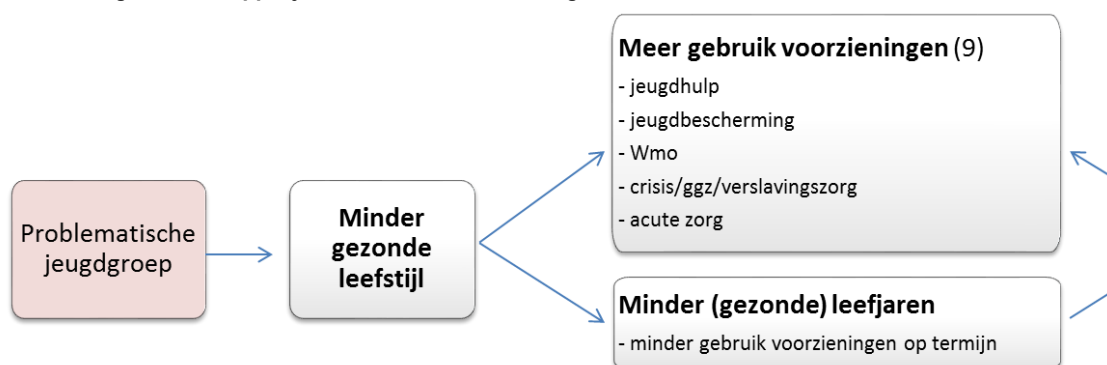 Problematische
jeugdgroep
Minder
gezonde
leefstijl
Meer gebruik voorzieningen (9)
- jeugdhulp
- jeugdbescherming
- Wmo
- crisis/ggz/verslavingszorg
- acute zorg
Minder (gezonde) leefjaren
- minder gebruik voorzieningen op termijn